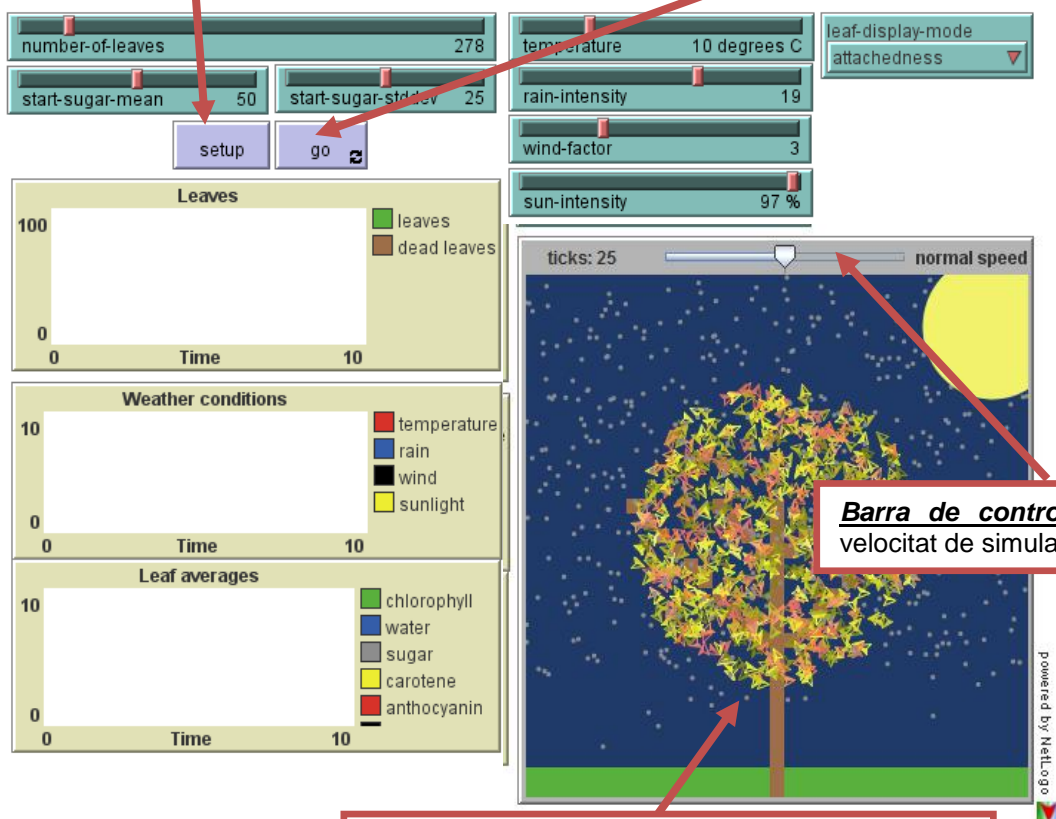 number-of-leaves 278
start-sugar-mean 50
start-sugar-stddev 25
setup
go
temperature 10 degrees C
rain-intensity 19
wind-factor 3
sun-intensity 97 %
leaf-display-mode
attachedness
Leaves
100
0
0 Time 10
leaves
dead leaves
Weather conditions
10
0
0 Time 10
temperature
rain
wind
sunlight
Leaf averages
10
0
0 Time 10
chlorophyll
water
sugar
carotene
anthocyanin
ticks: 25
normal speed
Barra de contro
velocitat de simula
powered by NetLogo